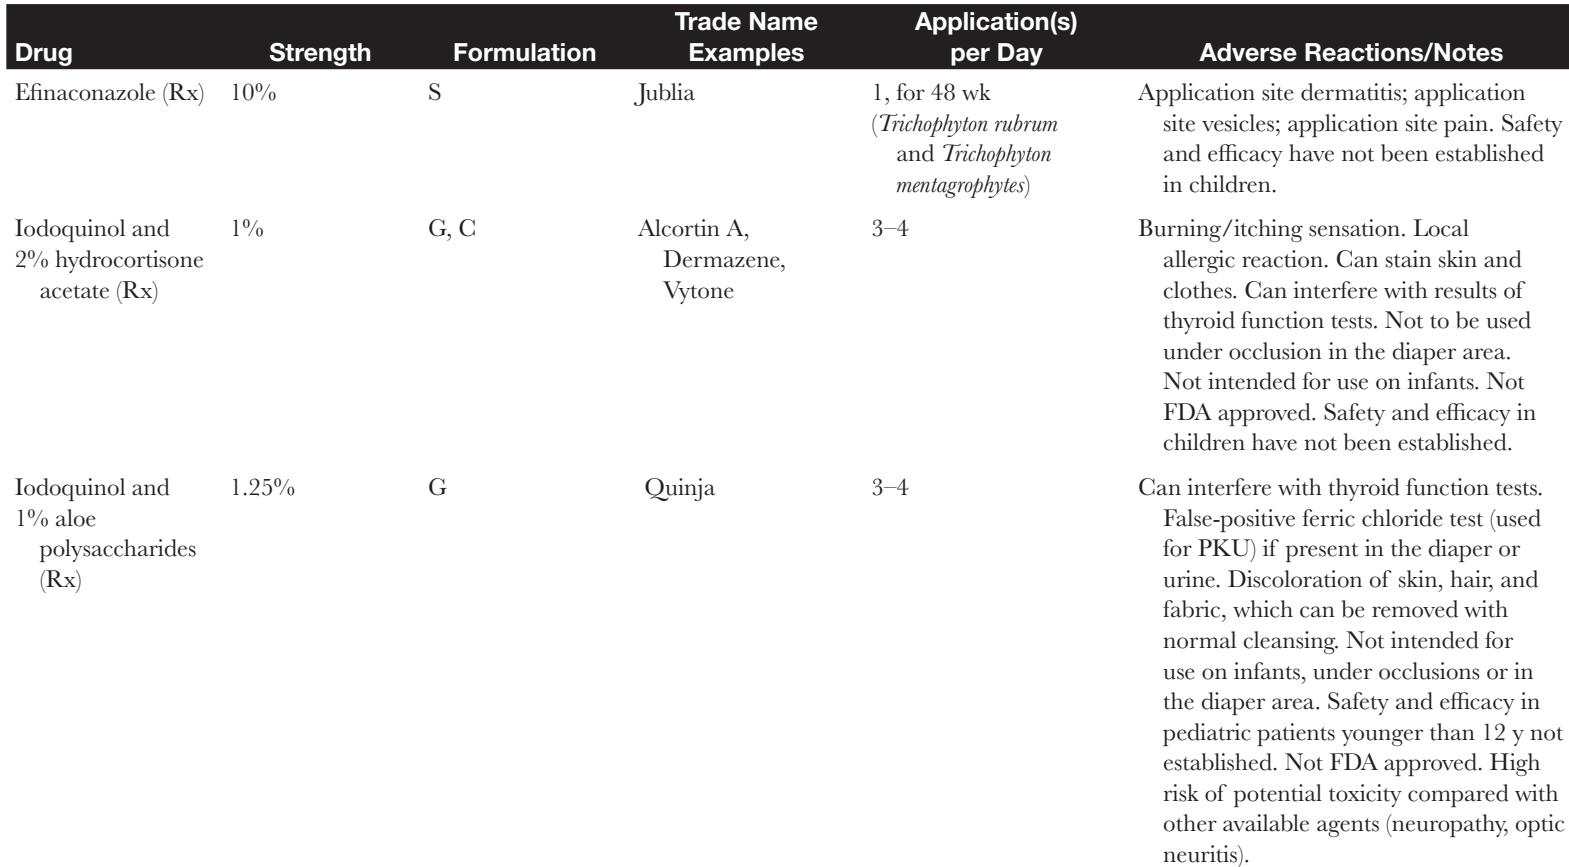 Trade Name Application(s)
Drug Strength Formulation Examples per Day Adverse Reactions/Notes
Efinaconazole (Rx) 10% S Jublia 1, for 48 wk Application site dermatitis; application
(Trichophyton rubrum site vesicles; application site pain. Safety
and Trichophyton and efficacy have not been established
mentagrophytes) in children.
Iodoquinol and 1% G, C Alcortin A, 3–4 Burning/itching sensation. Local
2% hydrocortisone Dermazene, allergic reaction. Can stain skin and
acetate (Rx) Vytone clothes. Can interfere with results of
thyroid function tests. Not to be used
under occlusion in the diaper area.
Not intended for use on infants. Not
FDA approved. Safety and efficacy in
children have not been established.
Iodoquinol and 1.25% G Quinja 3–4 Can interfere with thyroid function tests.
1% aloe False-positive ferric chloride test (used
polysaccharides for PKU) if present in the diaper or
(Rx) urine. Discoloration of skin, hair, and
fabric, which can be removed with
normal cleansing. Not intended for
use on infants, under occlusions or in
the diaper area. Safety and efficacy in
pediatric patients younger than 12 y not
established. Not FDA approved. High
risk of potential toxicity compared with
other available agents (neuropathy, optic
neuritis).